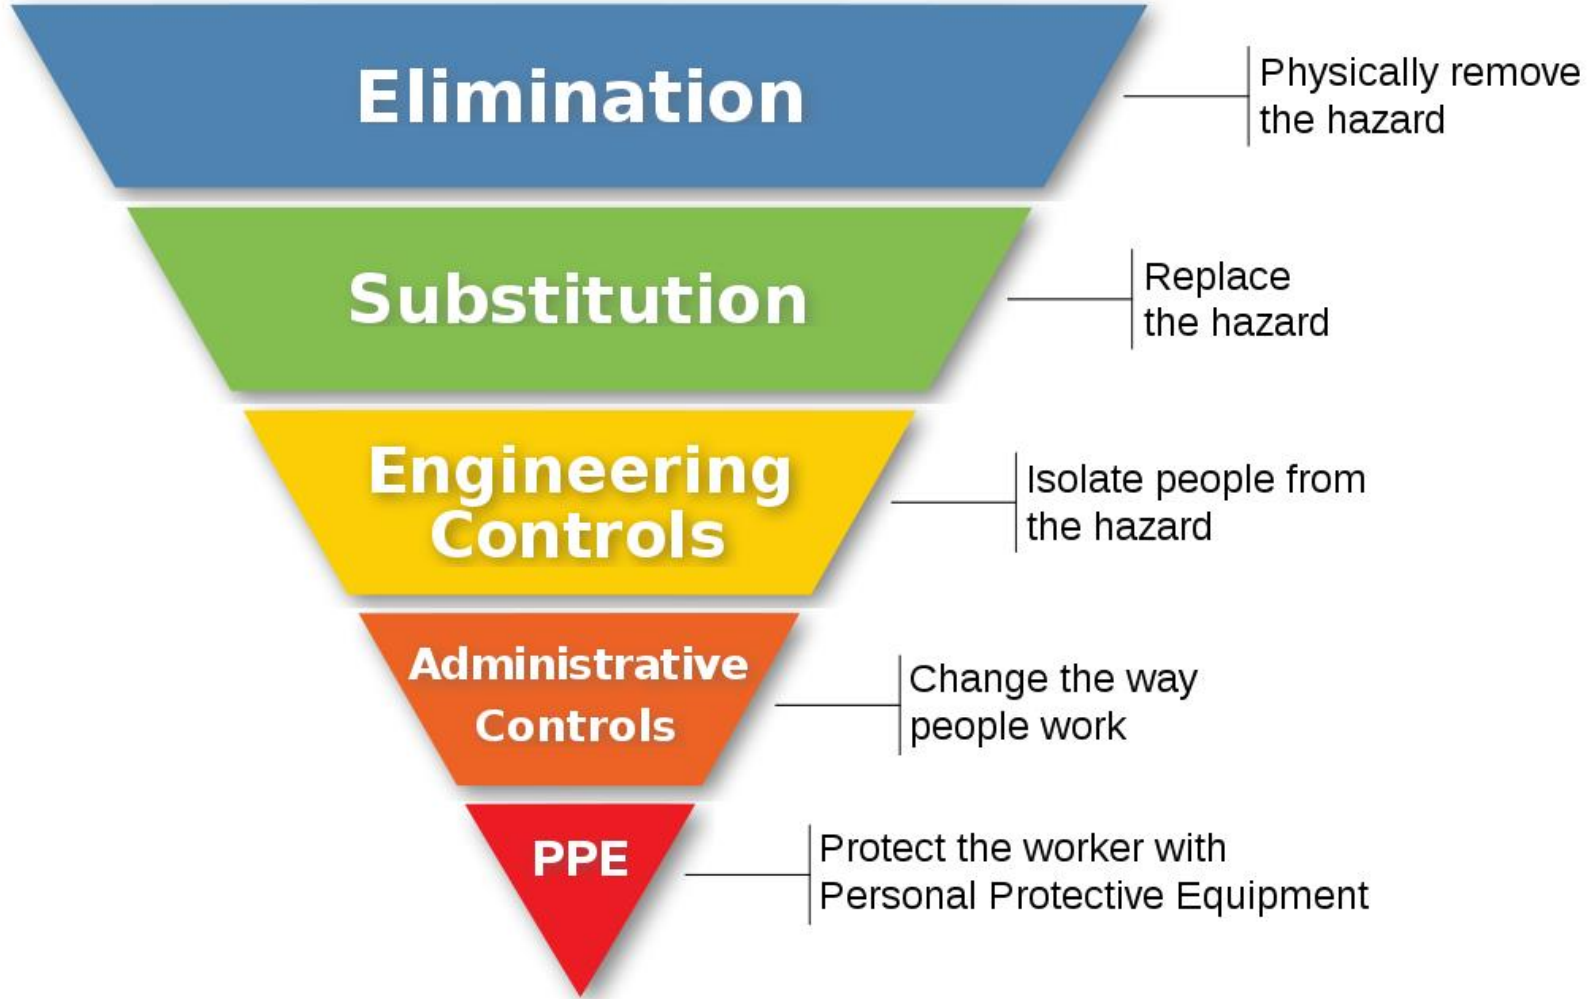 Elimination
Physically remove
the hazard
Substitution
Replace
the hazard
Engineering
Controls
Isolate people from
the hazard
Administrative
Controls
Change the way
people work
PPE
Protect the worker with
Personal Protective Equipment